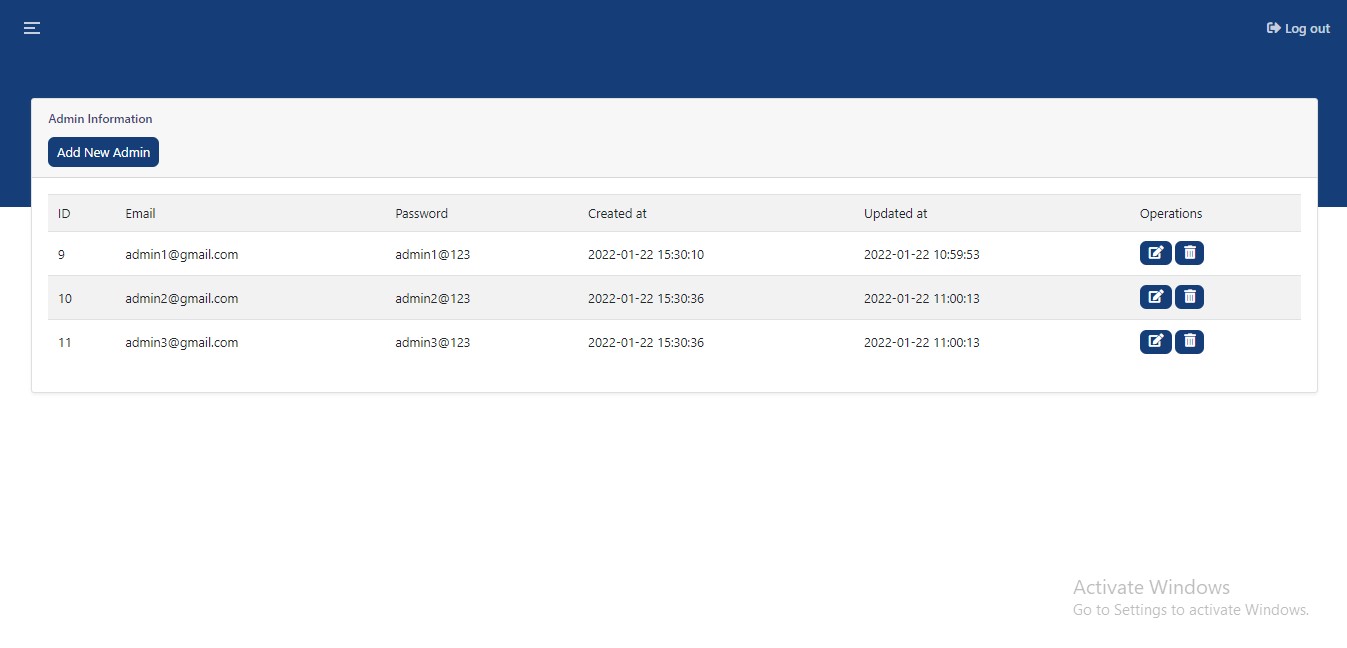 Log out
Admin Information
Add New Admin
ID Email Password Created at Updated at Operations
9 admin1@gmail.com admin1@123 2022-01-22 15:30:10 2022-01-22 10:59:53
10 admin2@gmail.com admin2@123 2022-01-22 15:30:36 2022-01-22 11:00:13
11 admin3@gmail.com admin3@123 2022-01-22 15:30:36 2022-01-22 11:00:13
Activate Windows
Go to Settings to activate Windows.